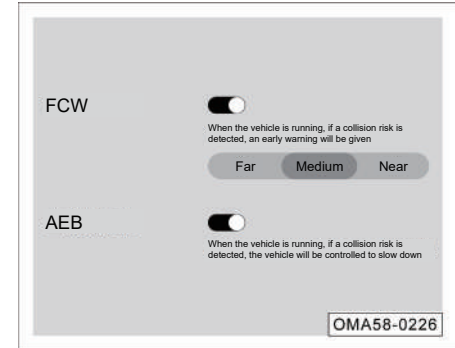 FCW
When the vehicle is running, if a collision risk is
detected, an early warning will be given
Far Medium Near
AEB
When the vehicle is running, if a collision risk is
detected, the vehicle will be controlled to slow down
OMA58-0226